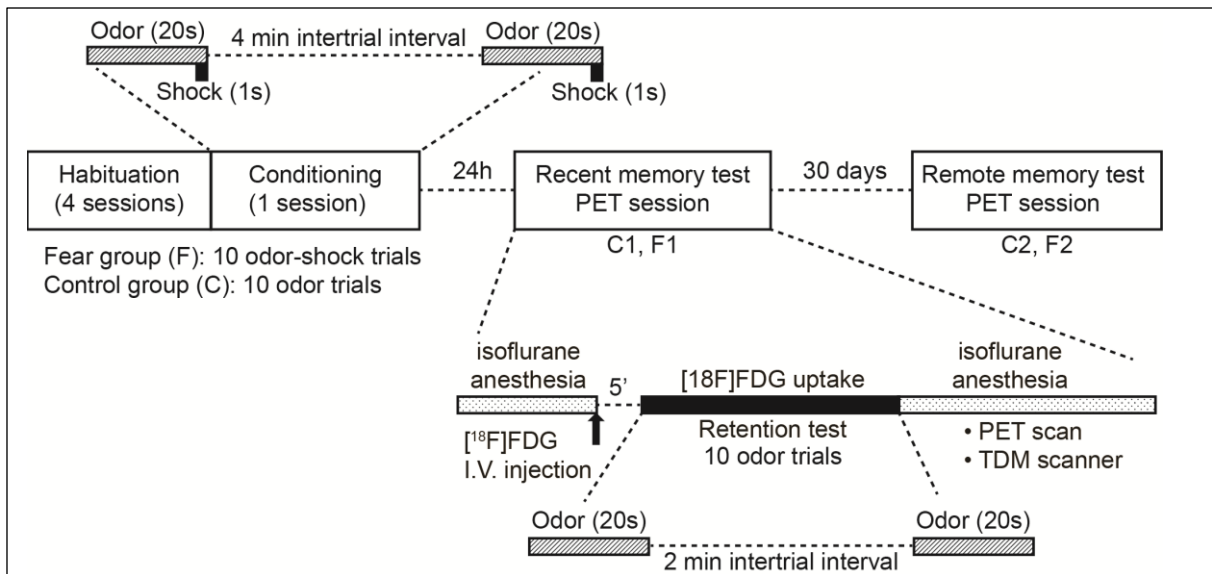 Odor (20s)
4 min intertrial interval
Odor (20s)
Shock (1s)
Shock (1s)
Habituation
(4 sessions)
Conditioning
(1 session)
24h
Recent memory test
PET session
30 days
Remote memory test
PET session
C1, F1
C2, F2
Fear group (F): 10 odor-shock trials
Control group (C): 10 odor trials
isoflurane
anesthesia
5’
[18F]FDG uptake
isoflurane
anesthesia
[¹⁸F]FDG
I.V. injection
Retention test
10 odor trials
• PET scan
• TDM scanner
Odor (20s)
Odor (20s)
2 min intertrial interval